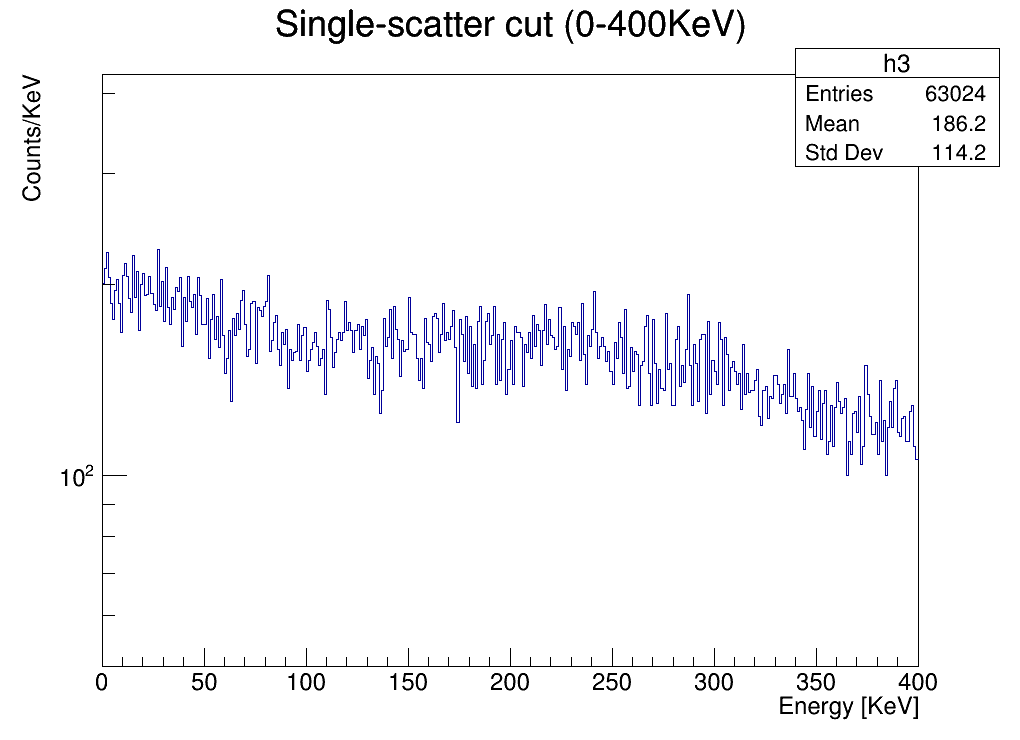 Single-scatter cut (0-400KeV)
h3
Entries 63024
Mean 186.2
Std Dev 114.2
Counts/KeV
10²
0 50 100 150 200 250 300 350 400
Energy [KeV]